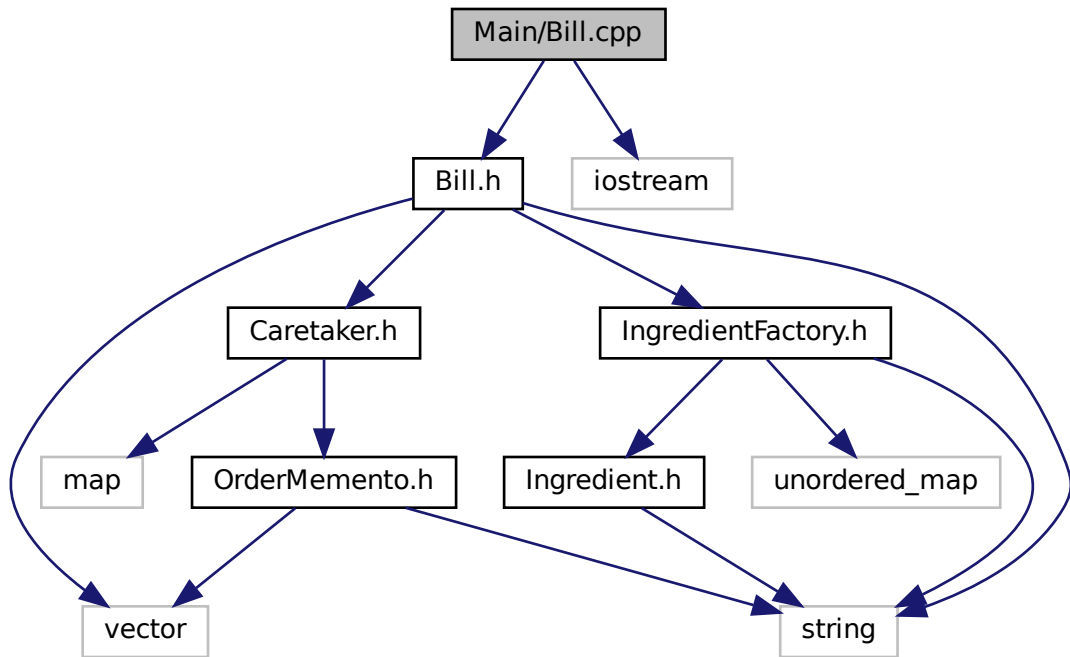 Main/Bill.cpp
Bill.h
iostream
Caretaker.h
IngredientFactory.h
map
OrderMemento.h
Ingredient.h
unordered_map
vector
string